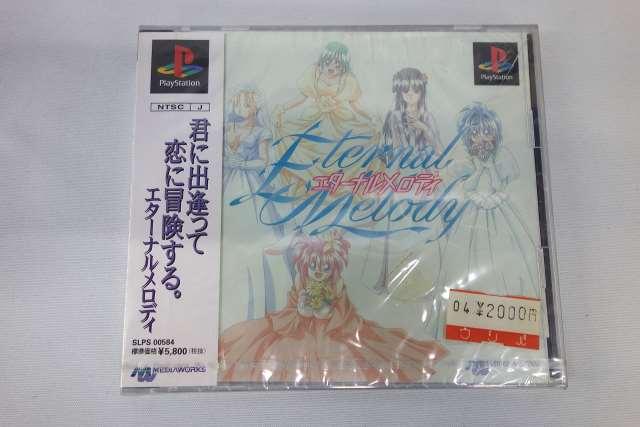 PlayStation
NTSC J
君に出逢って
恋に冒険する。
エターナルメロディ
SLPS 00584
標準価格¥5,800(税抜)
MEDIAWORKS
PlayStation
Eternal
エターナルメロディ
Melody
04 ¥2000円